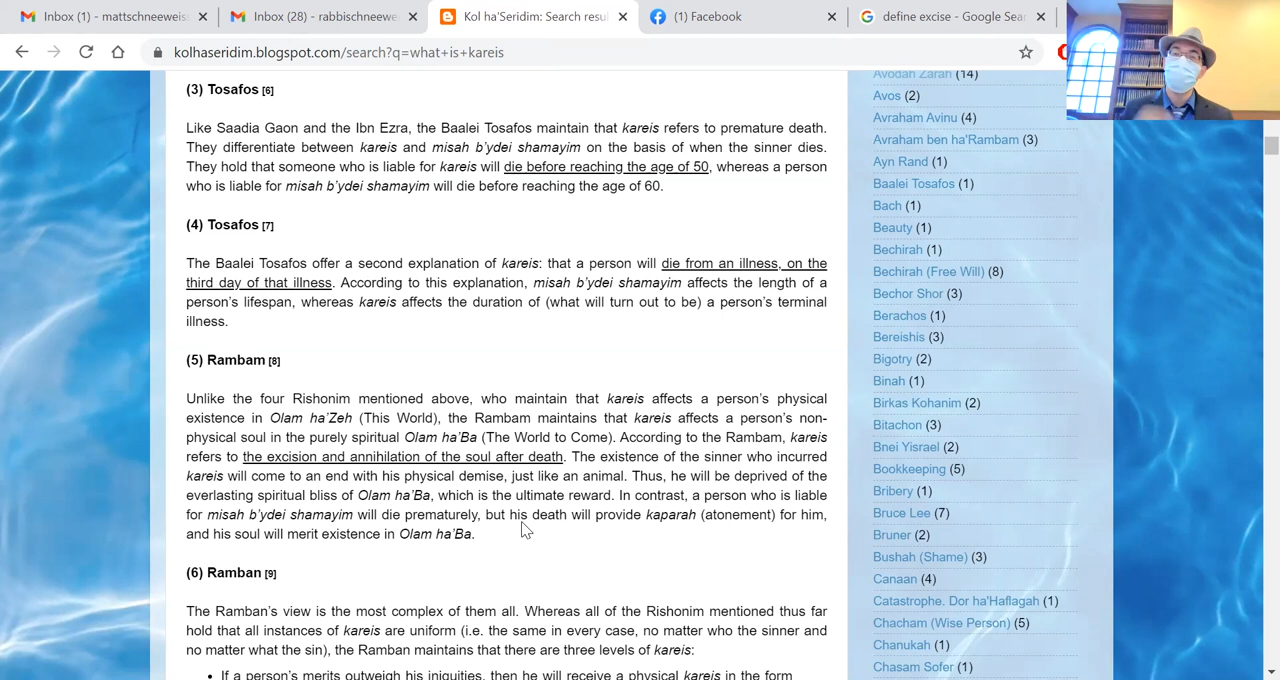 Inbox (1) - mattschneeweis
Inbox (28) - rabbischneewe
Kol ha'Seridim: Search resul
(1) Facebook
define excise - Google Sea
kolhaseridim.blogspot.com/search?q=what+is+kareis
(3) Tosafos [6]
Like Saadia Gaon and the Ibn Ezra, the Baalei Tosafos maintain that kareis refers to premature death.
They differentiate between kareis and misah b'ydei shamayim on the basis of when the sinner dies.
They hold that someone who is liable for kareis will die before reaching the age of 50, whereas a person
who is liable for misah b'ydei shamayim will die before reaching the age of 60.
(4) Tosafos [7]
The Baalei Tosafos offer a second explanation of kareis: that a person will die from an illness, on the
third day of that illness. According to this explanation, misah b'ydei shamayim affects the length of a
person's lifespan, whereas kareis affects the duration of (what will turn out to be) a person's terminal
illness.
(5) Rambam [8]
Unlike the four Rishonim mentioned above, who maintain that kareis affects a person's physical
existence in Olam ha'Zeh (This World), the Rambam maintains that kareis affects a person's non-
physical soul in the purely spiritual Olam ha'Ba (The World to Come). According to the Rambam, kareis
is the excision and annihilation of the soul after death. The existence of the sinner who incurred
kareis will come to an end with his physical demise, just like an animal. Thus, he will be deprived of the
everlasting spiritual bliss of Olam ha'Ba, which is the ultimate reward. In contrast, a person who is liable
for misah b'ydei shamayim will die prematurely, but his death will provide kaparah (atonement) for him,
and his soul will merit existence in Olam ha'Ba.
(6) Ramban [9]
The Ramban's view is the most complex of them all. Whereas all of the Rishonim mentioned thus far
hold that all instances of kareis are uniform (i.e. the same in every case, no matter who the sinner and
no matter what the sin), the Ramban maintains that there are three levels of kareis:
• If a person's merits outweigh his iniquities, then he will receive a physical kareis in the form
Avodah Zarah (14)
Avos (2)
Avraham Avinu (4)
Avraham ben ha'Rambam (3)
Ayn Rand (1)
Baalei Tosafos (1)
Bach (1)
Beauty (1)
Bechirah (1)
Bechirah (Free Will) (8)
Bechor Shor (3)
Berachos (1)
Bereishis (3)
Bigotry (2)
Binah (1)
Birkas Kohanim (2)
Bitachon (3)
Bnei Yisrael (2)
Bookkeeping (5)
Bribery (1)
Bruce Lee (7)
Bruner (2)
Bushah (Shame) (3)
Canaan (4)
Catastrophe. Dor ha'Haflagah (1)
Chacham (Wise Person) (5)
Chanukah (1)
Chasam Sofer (1)